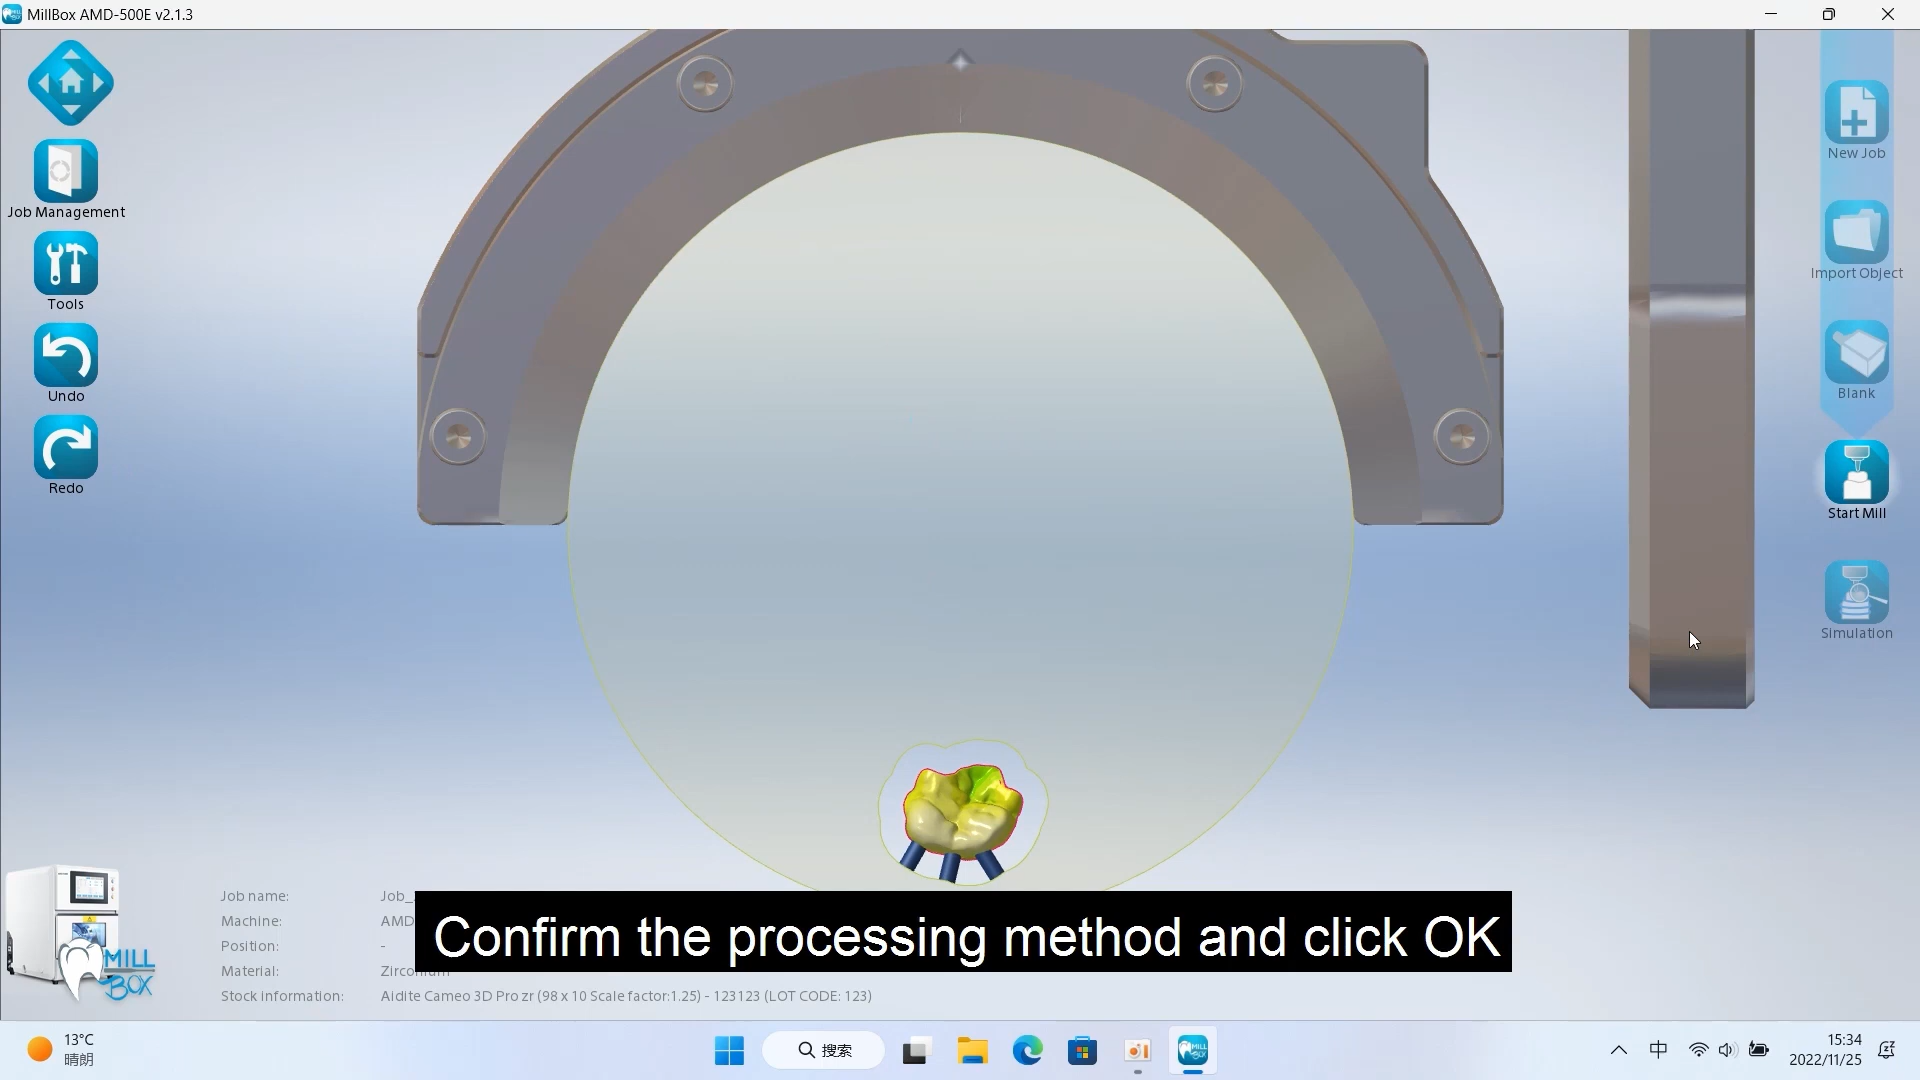 MillBox AMD-500E v2.1.3
Job Management
Tools
Undo
Redo
New Job
Import Object
Blank
Start Mill
Simulation
Job name: Job_
Machine: AMD
Position: -
Material:
Stock information: Aidite Cameo 3D Pro zr (98 x 10 Scale factor:1.25) - 123123 (LOT CODE: 123)
Confirm the processing method and click OK
MILL
BOX
13°C
晴朗
搜索
中
15:34
2022/11/25